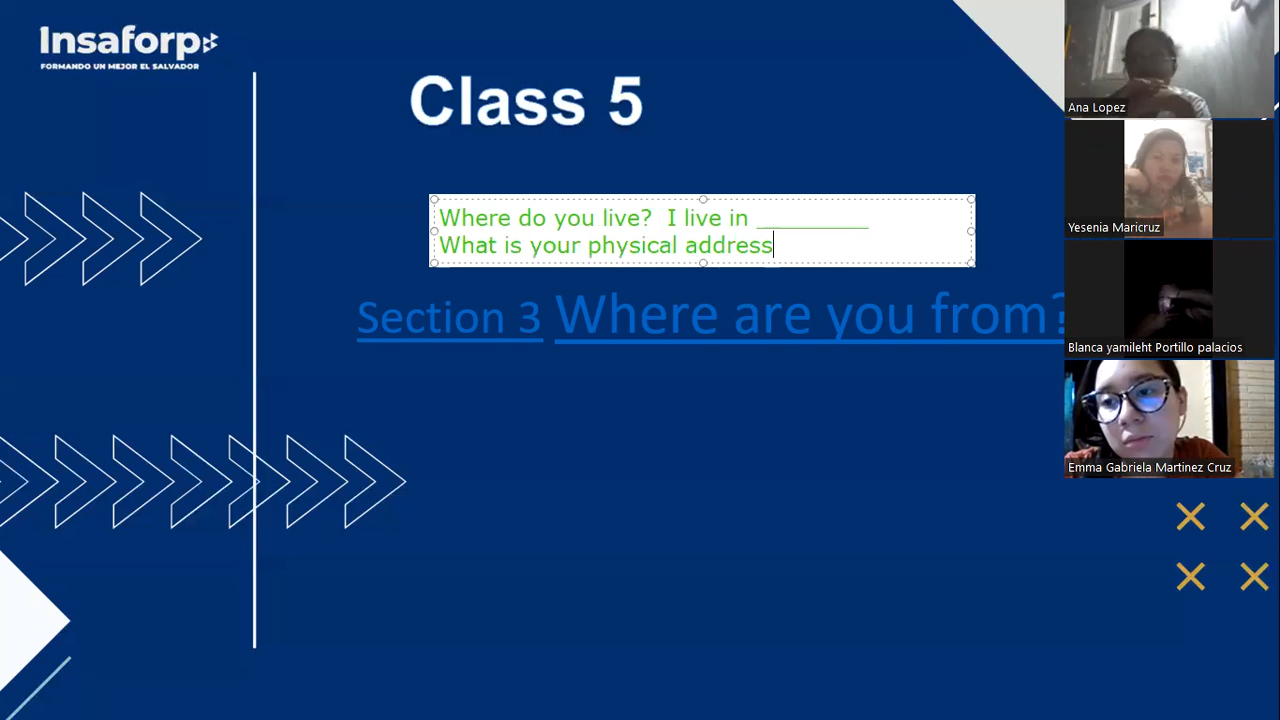 Insaforp
FORMANDO UN MEJOR EL SALVADOR
Class 5
Where do you live?  I live in _________
What is your physical address
Section 3 Where are you from?
Ana Lopez
Yesenia Maricruz
Blanca yamileht Portillo palacios
Emma Gabriela Martinez Cruz